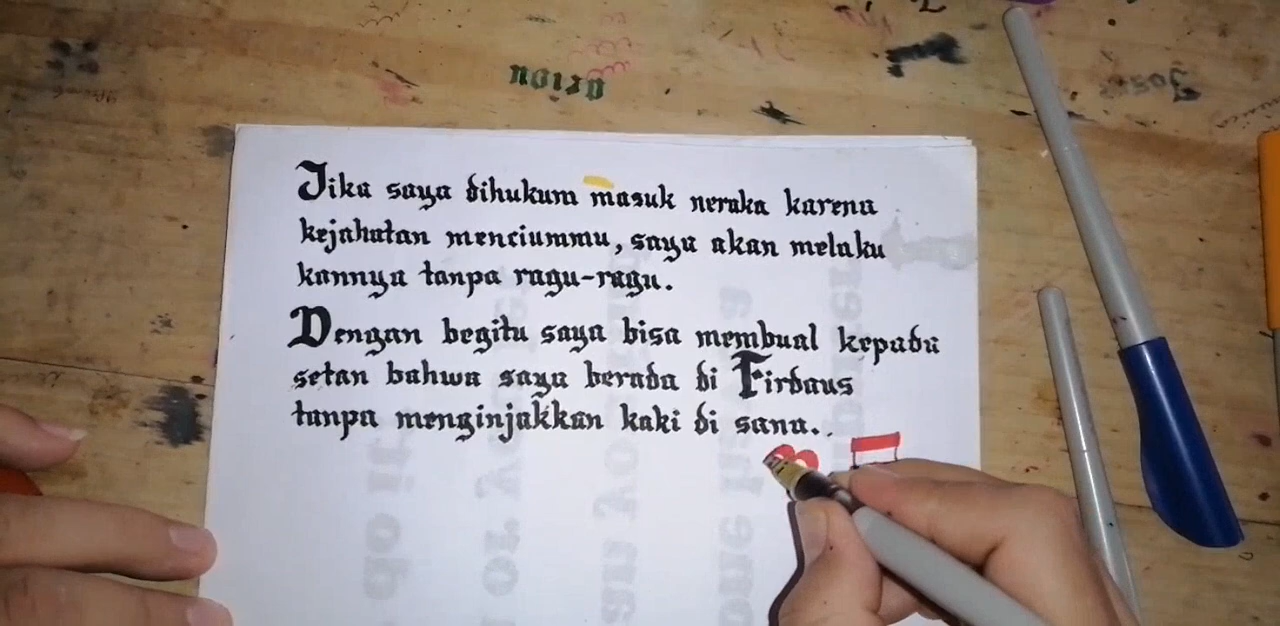 orion
Jika saya dihukum masuk neraka karena
kejahatan menciummu, saya akan melaku
kannya tanpa ragu-ragu.
Dengan begitu saya bisa membual kepada
setan bahwa saya berada di Firdaus
tanpa menginjakkan kaki di sana..